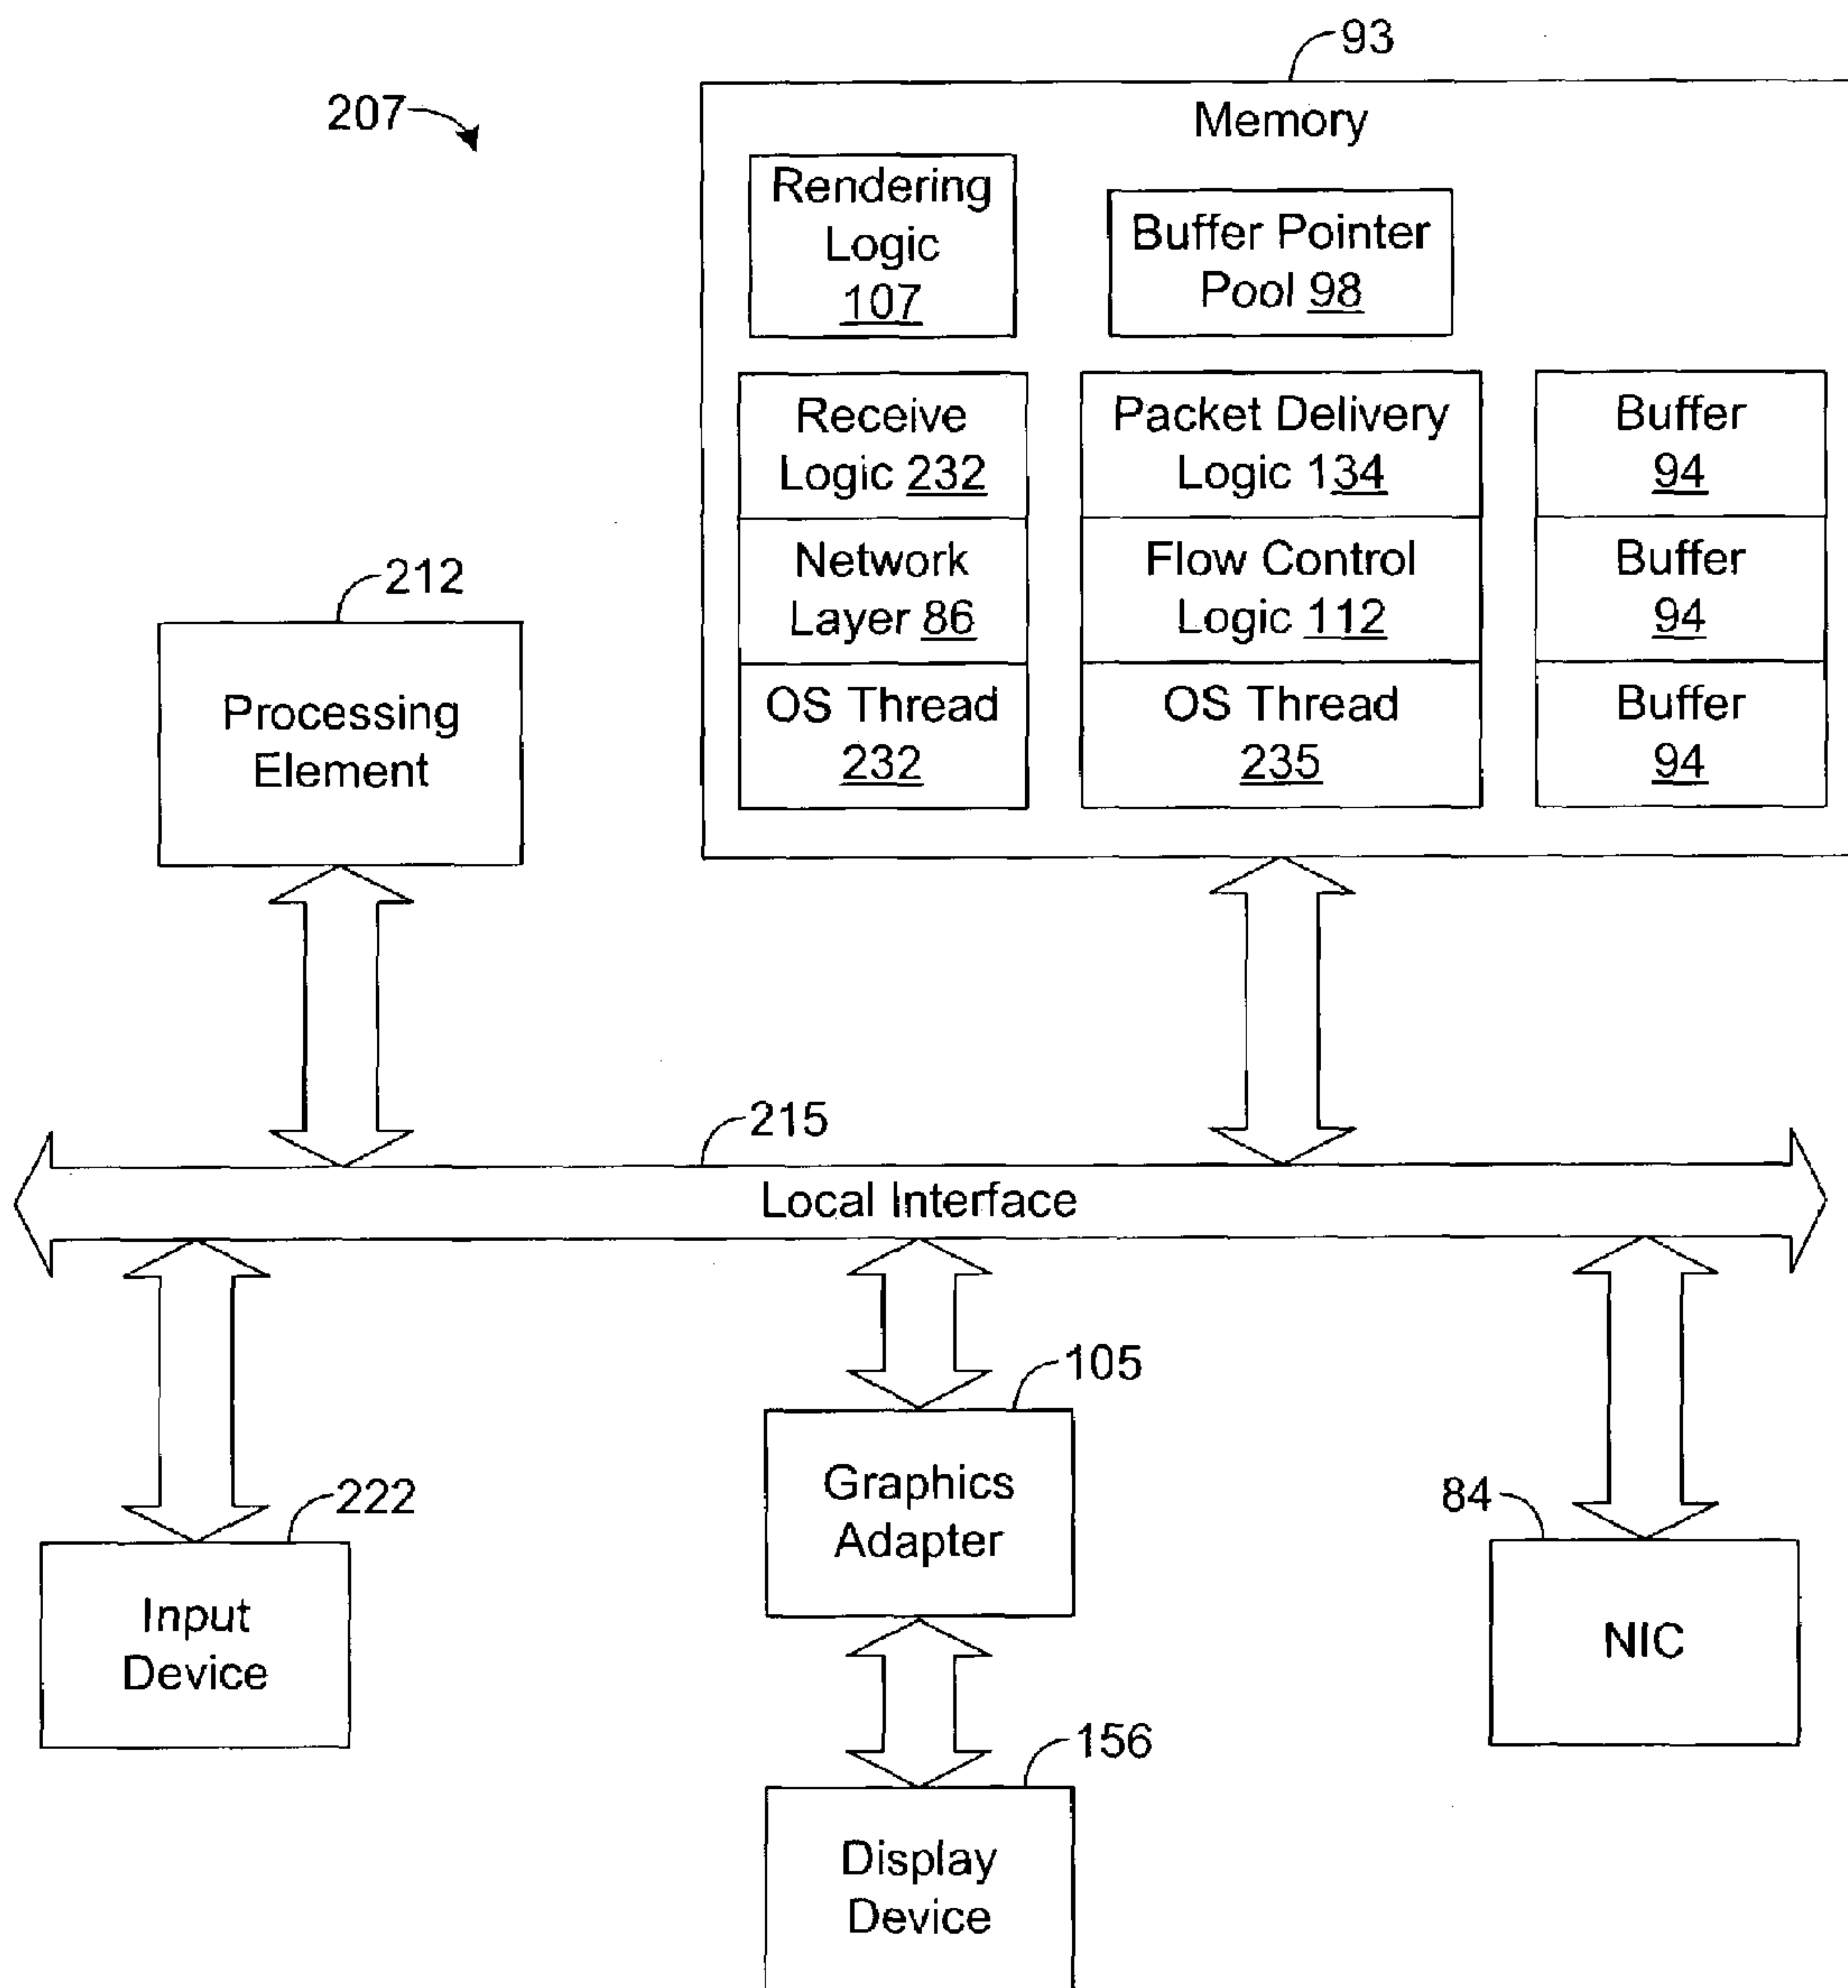 93
207
Memory
Rendering
Logic
107
Buffer Pointer
Pool 98
Receive
Logic 232
Packet Delivery
Logic 134
Buffer
94
Network
Layer 86
Flow Control
Logic 112
Buffer
94
OS Thread
232
OS Thread
235
Buffer
94
212
Processing
Element
215
Local Interface
105
Graphics
Adapter
222
Input
Device
84
NIC
156
Display
Device